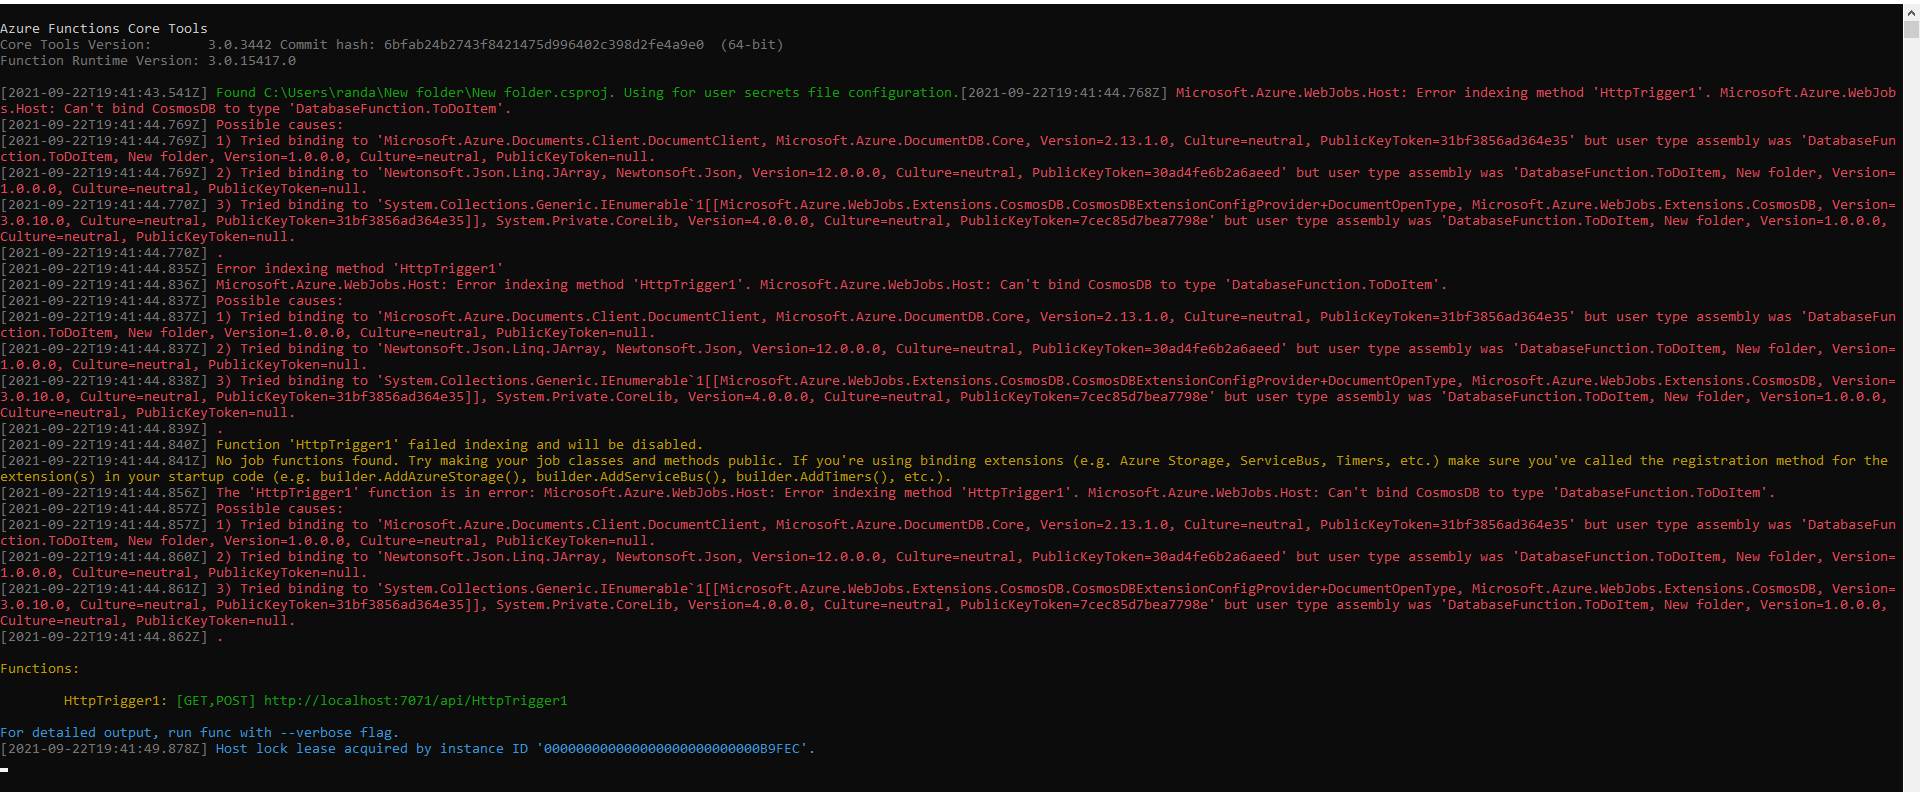 Azure Functions Core Tools
Core Tools Version:       3.0.3442 Commit hash: 6bfab24b2743f8421475d996402c398d2fe4a9e0  (64-bit)
Function Runtime Version: 3.0.15417.0
[2021-09-22T19:41:43.541Z] Found C:\Users\randa\New folder\New folder.csproj. Using for user secrets file configuration.[2021-09-22T19:41:44.768Z] Microsoft.Azure.WebJobs.Host: Error indexing method 'HttpTrigger1'. Microsoft.Azure.WebJob
s.Host: Can't bind CosmosDB to type 'DatabaseFunction.ToDoItem'.
[2021-09-22T19:41:44.769Z] Possible causes:
[2021-09-22T19:41:44.769Z] 1) Tried binding to 'Microsoft.Azure.Documents.Client.DocumentClient, Microsoft.Azure.DocumentDB.Core, Version=2.13.1.0, Culture=neutral, PublicKeyToken=31bf3856ad364e35' but user type assembly was 'DatabaseFun
ction.ToDoItem, New folder, Version=1.0.0.0, Culture=neutral, PublicKeyToken=null.
[2021-09-22T19:41:44.769Z] 2) Tried binding to 'Newtonsoft.Json.Linq.JArray, Newtonsoft.Json, Version=12.0.0.0, Culture=neutral, PublicKeyToken=30ad4fe6b2a6aeed' but user type assembly was 'DatabaseFunction.ToDoItem, New folder, Version=
1.0.0.0, Culture=neutral, PublicKeyToken=null.
[2021-09-22T19:41:44.770Z] 3) Tried binding to 'System.Collections.Generic.IEnumerable`1[[Microsoft.Azure.WebJobs.Extensions.CosmosDB.CosmosDBExtensionConfigProvider+DocumentOpenType, Microsoft.Azure.WebJobs.Extensions.CosmosDB, Version=
3.0.10.0, Culture=neutral, PublicKeyToken=31bf3856ad364e35]], System.Private.CoreLib, Version=4.0.0.0, Culture=neutral, PublicKeyToken=7cec85d7bea7798e' but user type assembly was 'DatabaseFunction.ToDoItem, New folder, Version=1.0.0.0,
Culture=neutral, PublicKeyToken=null.
[2021-09-22T19:41:44.770Z] .
[2021-09-22T19:41:44.835Z] Error indexing method 'HttpTrigger1'
[2021-09-22T19:41:44.836Z] Microsoft.Azure.WebJobs.Host: Error indexing method 'HttpTrigger1'. Microsoft.Azure.WebJobs.Host: Can't bind CosmosDB to type 'DatabaseFunction.ToDoItem'.
[2021-09-22T19:41:44.837Z] Possible causes:
[2021-09-22T19:41:44.837Z] 1) Tried binding to 'Microsoft.Azure.Documents.Client.DocumentClient, Microsoft.Azure.DocumentDB.Core, Version=2.13.1.0, Culture=neutral, PublicKeyToken=31bf3856ad364e35' but user type assembly was 'DatabaseFun
ction.ToDoItem, New folder, Version=1.0.0.0, Culture=neutral, PublicKeyToken=null.
[2021-09-22T19:41:44.837Z] 2) Tried binding to 'Newtonsoft.Json.Linq.JArray, Newtonsoft.Json, Version=12.0.0.0, Culture=neutral, PublicKeyToken=30ad4fe6b2a6aeed' but user type assembly was 'DatabaseFunction.ToDoItem, New folder, Version=
1.0.0.0, Culture=neutral, PublicKeyToken=null.
[2021-09-22T19:41:44.838Z] 3) Tried binding to 'System.Collections.Generic.IEnumerable`1[[Microsoft.Azure.WebJobs.Extensions.CosmosDB.CosmosDBExtensionConfigProvider+DocumentOpenType, Microsoft.Azure.WebJobs.Extensions.CosmosDB, Version=
3.0.10.0, Culture=neutral, PublicKeyToken=31bf3856ad364e35]], System.Private.CoreLib, Version=4.0.0.0, Culture=neutral, PublicKeyToken=7cec85d7bea7798e' but user type assembly was 'DatabaseFunction.ToDoItem, New folder, Version=1.0.0.0,
Culture=neutral, PublicKeyToken=null.
[2021-09-22T19:41:44.839Z] .
[2021-09-22T19:41:44.840Z] Function 'HttpTrigger1' failed indexing and will be disabled.
[2021-09-22T19:41:44.841Z] No job functions found. Try making your job classes and methods public. If you're using binding extensions (e.g. Azure Storage, ServiceBus, Timers, etc.) make sure you've called the registration method for the
extension(s) in your startup code (e.g. builder.AddAzureStorage(), builder.AddServiceBus(), builder.AddTimers(), etc.).
[2021-09-22T19:41:44.856Z] The 'HttpTrigger1' function is in error: Microsoft.Azure.WebJobs.Host: Error indexing method 'HttpTrigger1'. Microsoft.Azure.WebJobs.Host: Can't bind CosmosDB to type 'DatabaseFunction.ToDoItem'.
[2021-09-22T19:41:44.857Z] Possible causes:
[2021-09-22T19:41:44.857Z] 1) Tried binding to 'Microsoft.Azure.Documents.Client.DocumentClient, Microsoft.Azure.DocumentDB.Core, Version=2.13.1.0, Culture=neutral, PublicKeyToken=31bf3856ad364e35' but user type assembly was 'DatabaseFun
ction.ToDoItem, New folder, Version=1.0.0.0, Culture=neutral, PublicKeyToken=null.
[2021-09-22T19:41:44.860Z] 2) Tried binding to 'Newtonsoft.Json.Linq.JArray, Newtonsoft.Json, Version=12.0.0.0, Culture=neutral, PublicKeyToken=30ad4fe6b2a6aeed' but user type assembly was 'DatabaseFunction.ToDoItem, New folder, Version=
1.0.0.0, Culture=neutral, PublicKeyToken=null.
[2021-09-22T19:41:44.861Z] 3) Tried binding to 'System.Collections.Generic.IEnumerable`1[[Microsoft.Azure.WebJobs.Extensions.CosmosDB.CosmosDBExtensionConfigProvider+DocumentOpenType, Microsoft.Azure.WebJobs.Extensions.CosmosDB, Version=
3.0.10.0, Culture=neutral, PublicKeyToken=31bf3856ad364e35]], System.Private.CoreLib, Version=4.0.0.0, Culture=neutral, PublicKeyToken=7cec85d7bea7798e' but user type assembly was 'DatabaseFunction.ToDoItem, New folder, Version=1.0.0.0,
Culture=neutral, PublicKeyToken=null.
[2021-09-22T19:41:44.862Z] .
Functions:
HttpTrigger1: [GET,POST] http://localhost:7071/api/HttpTrigger1
For detailed output, run func with --verbose flag.
[2021-09-22T19:41:49.878Z] Host lock lease acquired by instance ID '000000000000000000000000000B9FEC'.